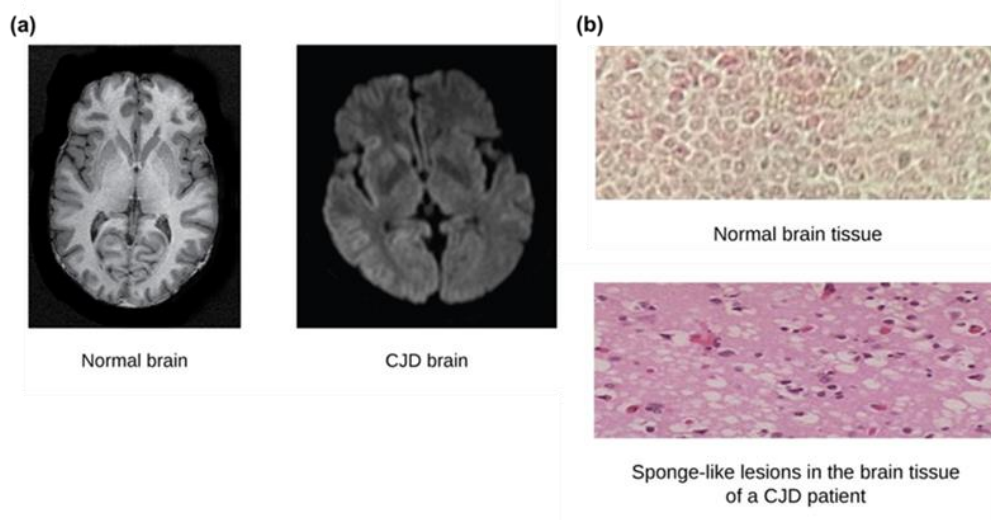 (a)
Normal brain
CJD brain
(b)
Normal brain tissue
Sponge-like lesions in the brain tissue
of a CJD patient